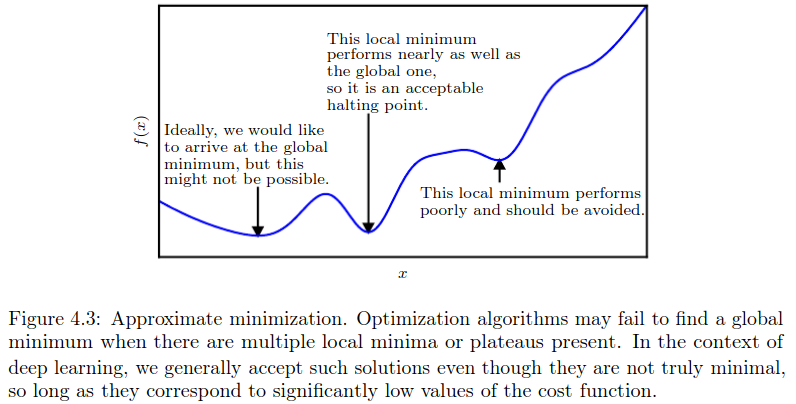 This local minimum
performs nearly as well as
the global one,
so it is an acceptable
halting point.
f(x)
Ideally, we would like
to arrive at the global
minimum, but this
might not be possible.
This local minimum performs
poorly and should be avoided.
x
Figure 4.3: Approximate minimization. Optimization algorithms may fail to find a global
minimum when there are multiple local minima or plateaus present. In the context of
deep learning, we generally accept such solutions even though they are not truly minimal,
so long as they correspond to significantly low values of the cost function.